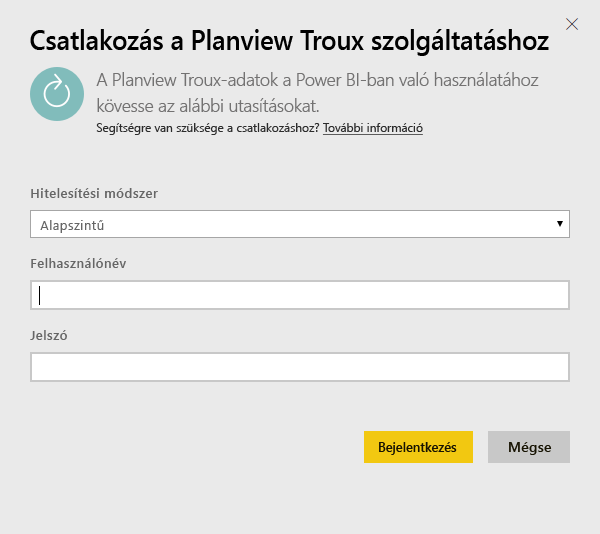 Csatlakozás a Planview Troux szolgáltatáshoz
A Planview Troux-adatok a Power BI-ban való használatához
kövesse az alábbi utasításokat.
Segítségre van szüksége a csatlakozáshoz? További információ
Hitelesítési módszer
Alapszintű
Felhasználónév
Jelszó
Bejelentkezés
Mégse